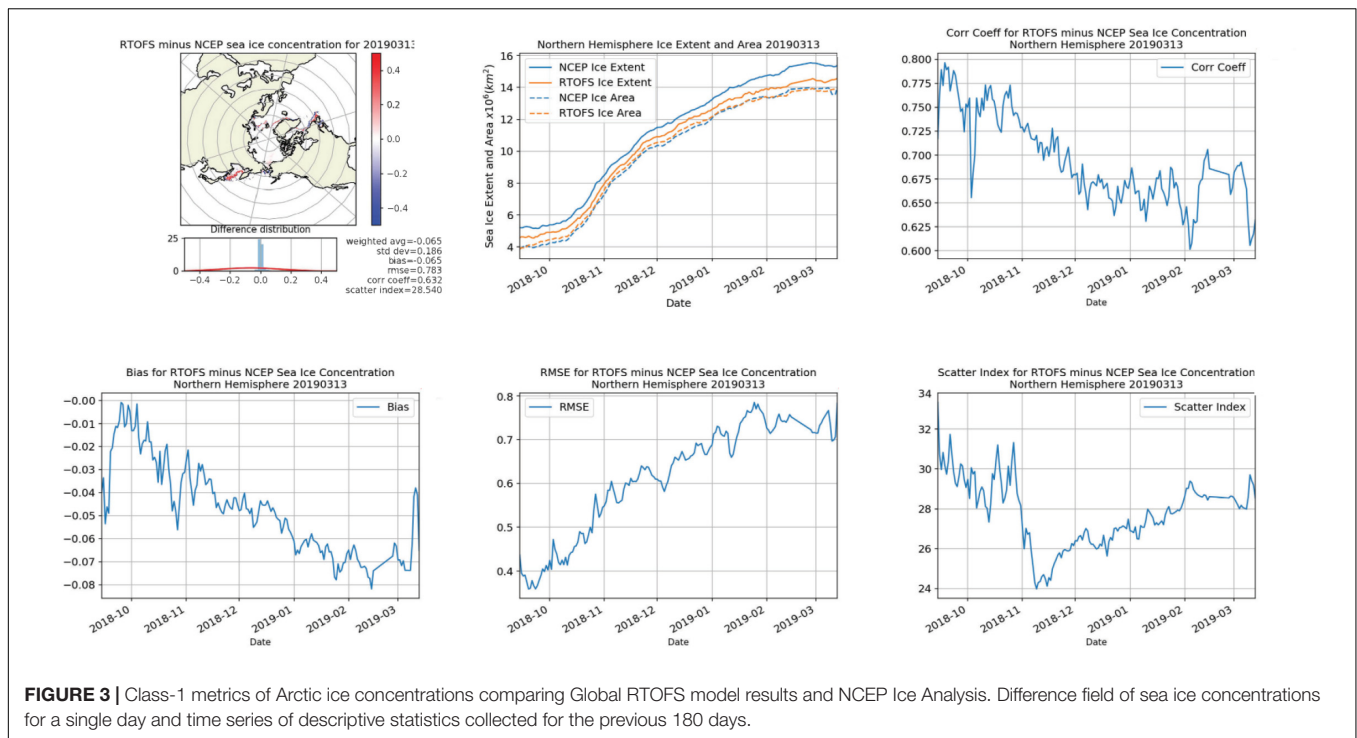 RTOFS minus NCEP sea ice concentration for 20190313
0.4
0.2
0.0
−0.2
−0.4
Difference distribution
25
0
−0.4 −0.2 0.0 0.2 0.4
weighted avg=-0.065
std dev=0.186
bias=-0.065
rmse=0.783
corr coeff=0.632
scatter index=28.540
Northern Hemisphere Ice Extent and Area 20190313
NCEP Ice Extent
RTOFS Ice Extent
NCEP Ice Area
RTOFS Ice Area
Sea Ice Extent and Area x10⁶(km²)
16
14
12
10
8
6
4
2018-10 2018-11 2018-12 2019-01 2019-02 2019-03
Date
Corr Coeff for RTOFS minus NCEP Sea Ice Concentration
Northern Hemisphere 20190313
Corr Coeff
0.800
0.775
0.750
0.725
0.700
0.675
0.650
0.625
0.600
2018-10 2018-11 2018-12 2019-01 2019-02 2019-03
Date
Bias for RTOFS minus NCEP Sea Ice Concentration
Northern Hemisphere 20190313
Bias
−0.00
−0.01
−0.02
−0.03
−0.04
−0.05
−0.06
−0.07
−0.08
2018-10 2018-11 2018-12 2019-01 2019-02 2019-03
Date
RMSE for RTOFS minus NCEP Sea Ice Concentration
Northern Hemisphere 20190313
RMSE
0.8
0.7
0.6
0.5
0.4
2018-10 2018-11 2018-12 2019-01 2019-02 2019-03
Date
Scatter Index for RTOFS minus NCEP Sea Ice Concentration
Northern Hemisphere 20190313
Scatter Index
34
32
30
28
26
24
2018-10 2018-11 2018-12 2019-01 2019-02 2019-03
Date
FIGURE 3 | Class-1 metrics of Arctic ice concentrations comparing Global RTOFS model results and NCEP Ice Analysis. Difference field of sea ice concentrations
for a single day and time series of descriptive statistics collected for the previous 180 days.